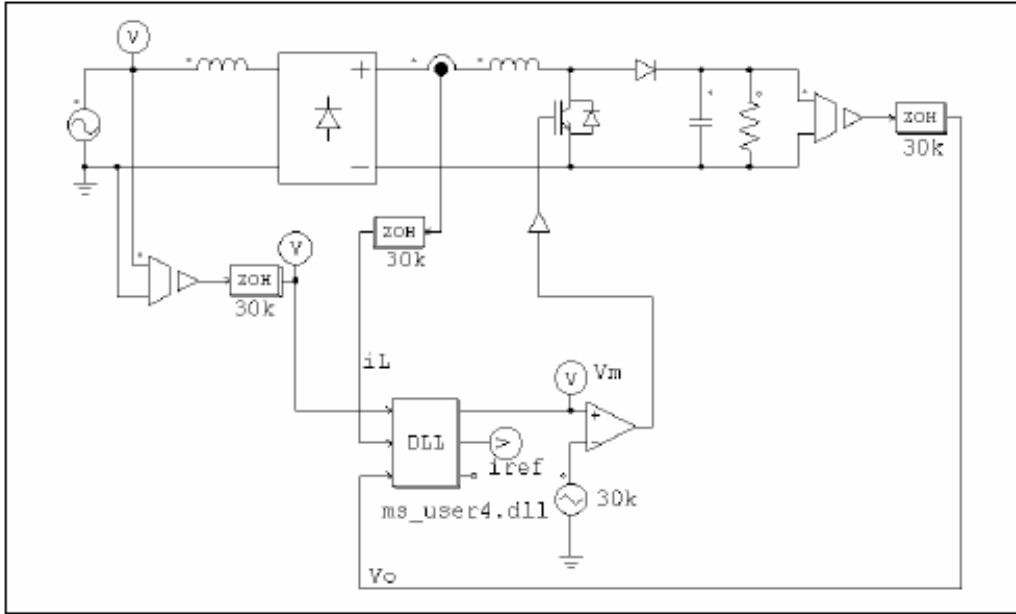 V
ZOH
30k
ZOH
30k
V
ZOH
30k
iL
V
Vm
DLL
V
iref
30k
ms_user4.dll
Vo